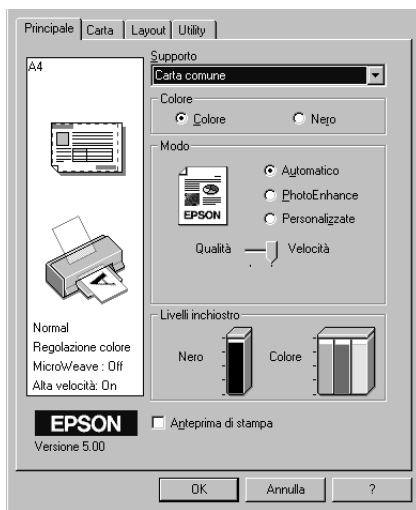 Principale Carta Layout Utility
A4
Supporto
Carta comune
Colore
Colore Nero
Modo
EPSON
Automatico
PhotoEnhance
Personalizzate
Qualità Velocità
Normal
Regolazione colore
MicroWeave : Off
Alta velocità: On
Livelli inchiostro
Nero Colore
EPSON
Versione 5.00
Anteprima di stampa
OK Annulla ?